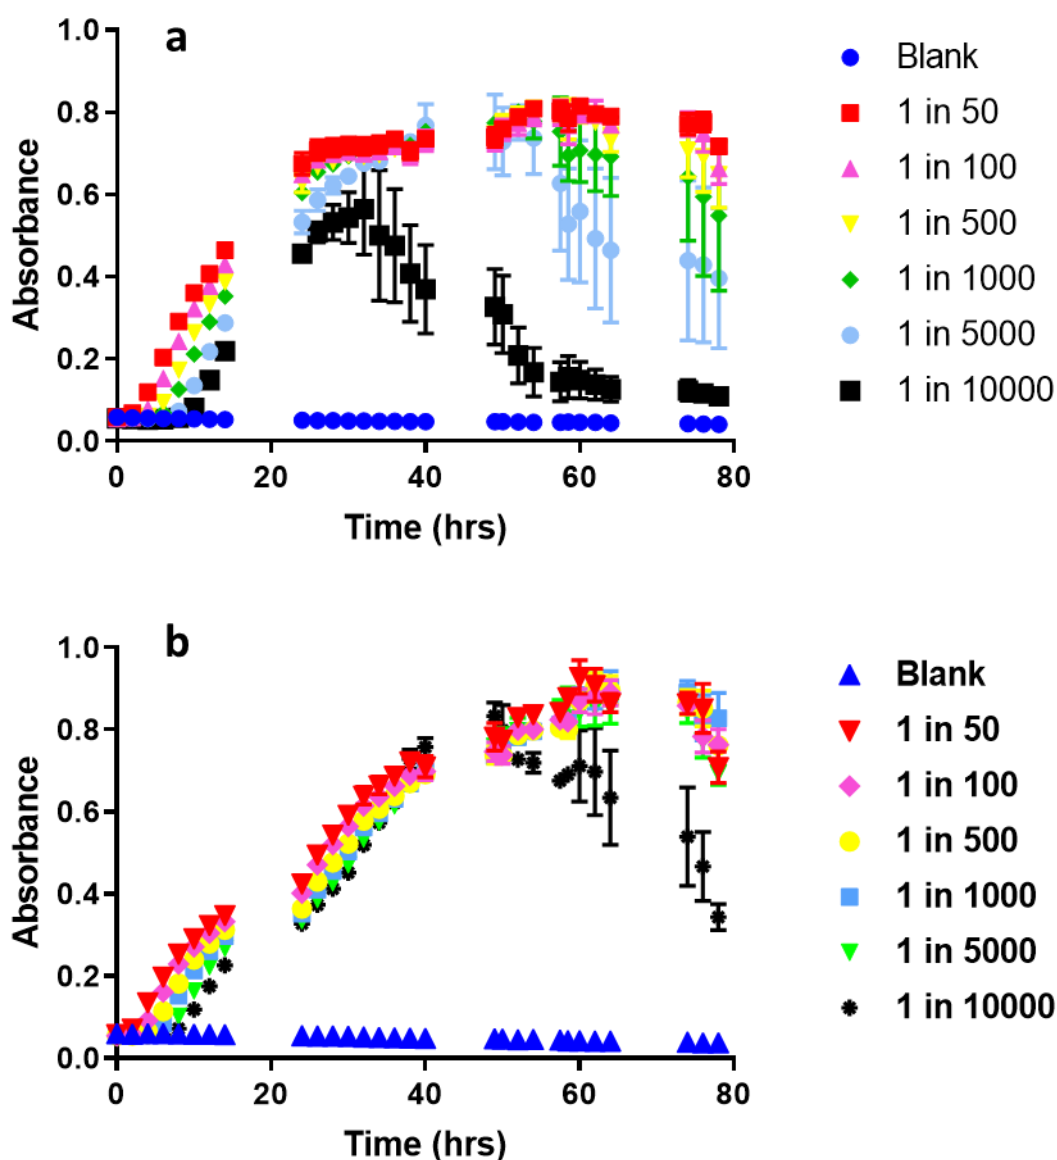 a
1.0
0.8
0.6
0.4
0.2
0.0
Absorbance
0 20 40 60 80
Time (hrs)
Blank
1 in 50
1 in 100
1 in 500
1 in 1000
1 in 5000
1 in 10000
b
1.0
0.8
0.6
0.4
0.2
0.0
Absorbance
0 20 40 60 80
Time (hrs)
Blank
1 in 50
1 in 100
1 in 500
1 in 1000
1 in 5000
1 in 10000